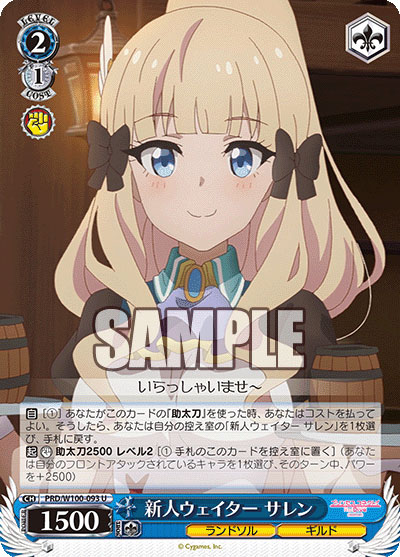 LEVEL
2
1
COST
SAMPLE
いらっしゃいませ～
自 [①] あなたがこのカードの「助太刀」を使った時、あなたはコストを払ってよい。そうしたら、あなたは自分の控え室の「新人ウェイター サレン」を1枚選び、手札に戻す。
起 助太刀2500 レベル2 [① 手札のこのカードを控え室に置く] (あなたは自分のフロントアタックされているキャラを1枚選び、そのターン中、パワーを+2500)
CH PRD/W100-093 U
POWER
1500
新人ウェイター サレン
ランドソル
ギルド
© Cygames, Inc.